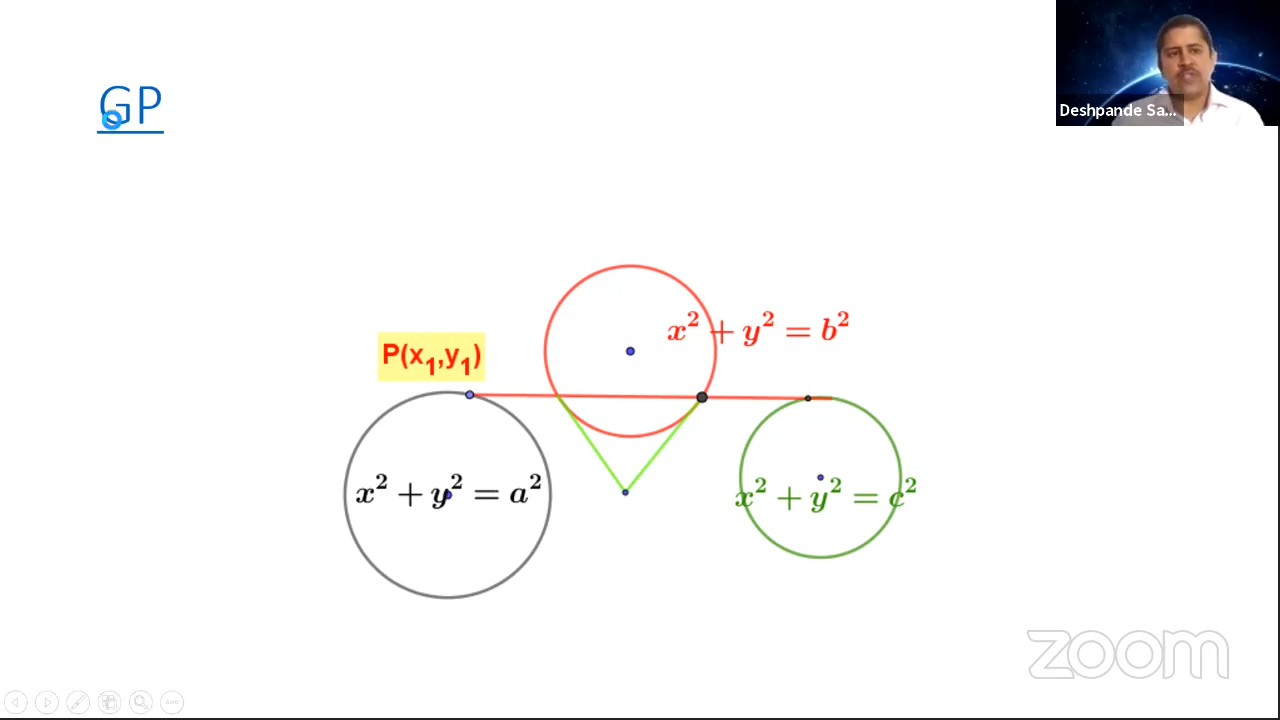 GP
Deshpande Sa...
x² + y² = b²
P(x₁,y₁)
x² + y² = a²
x² + y² = c²
zoom